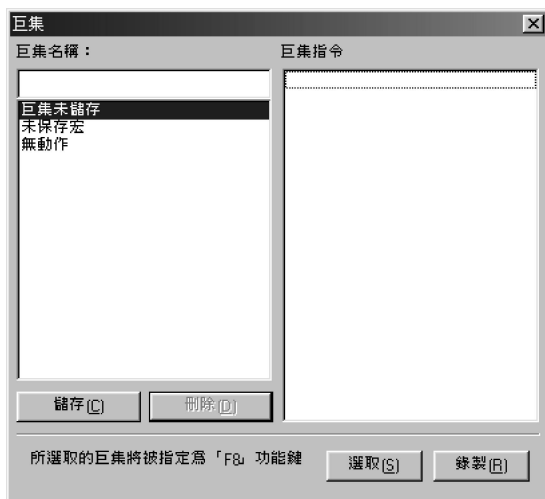 巨集
巨集名稱：
巨集指令
巨集未儲存
未保存宏
無動作
儲存(C)
刪除(D)
所選取的巨集將被指定為「F8」功能鍵
選取(S)
錄製(R)